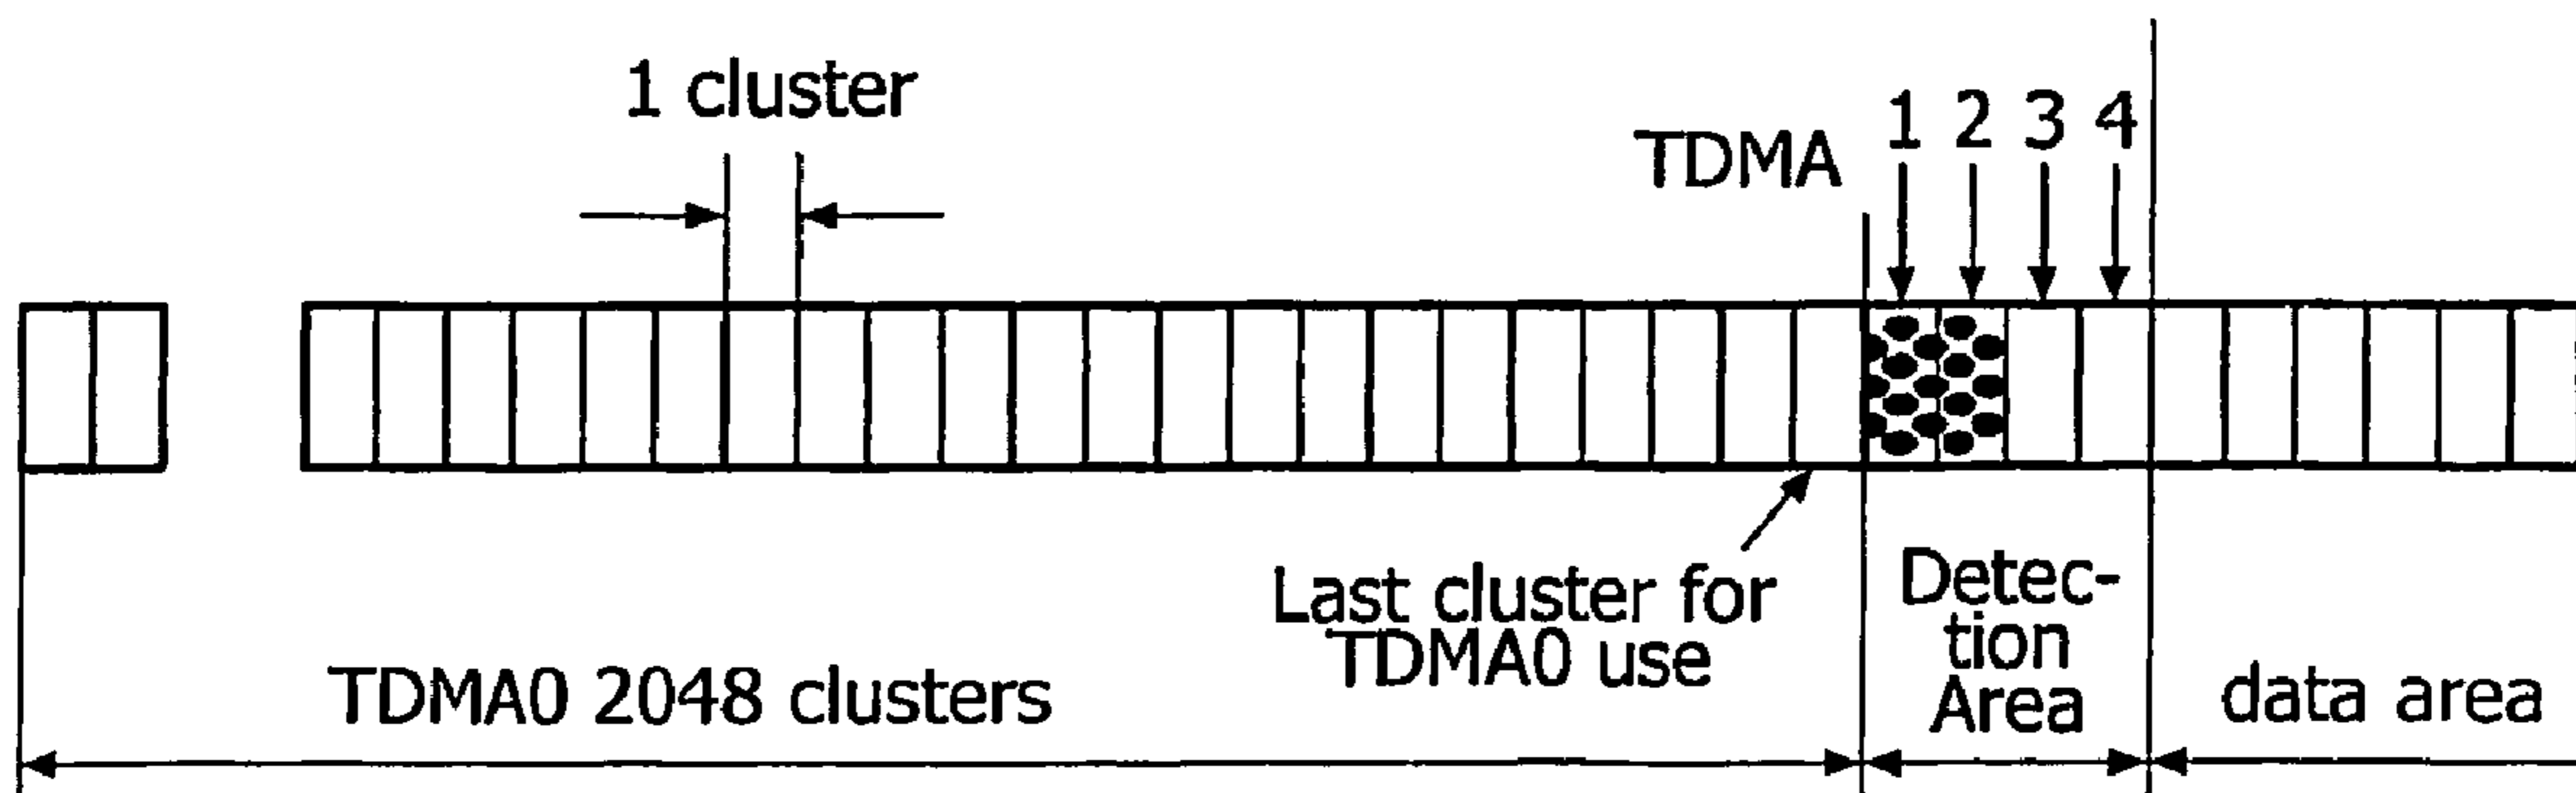 1 cluster
TDMA 1 2 3 4
Last cluster for
TDMA0 use
Detec-
tion
Area
TDMA0 2048 clusters
data area